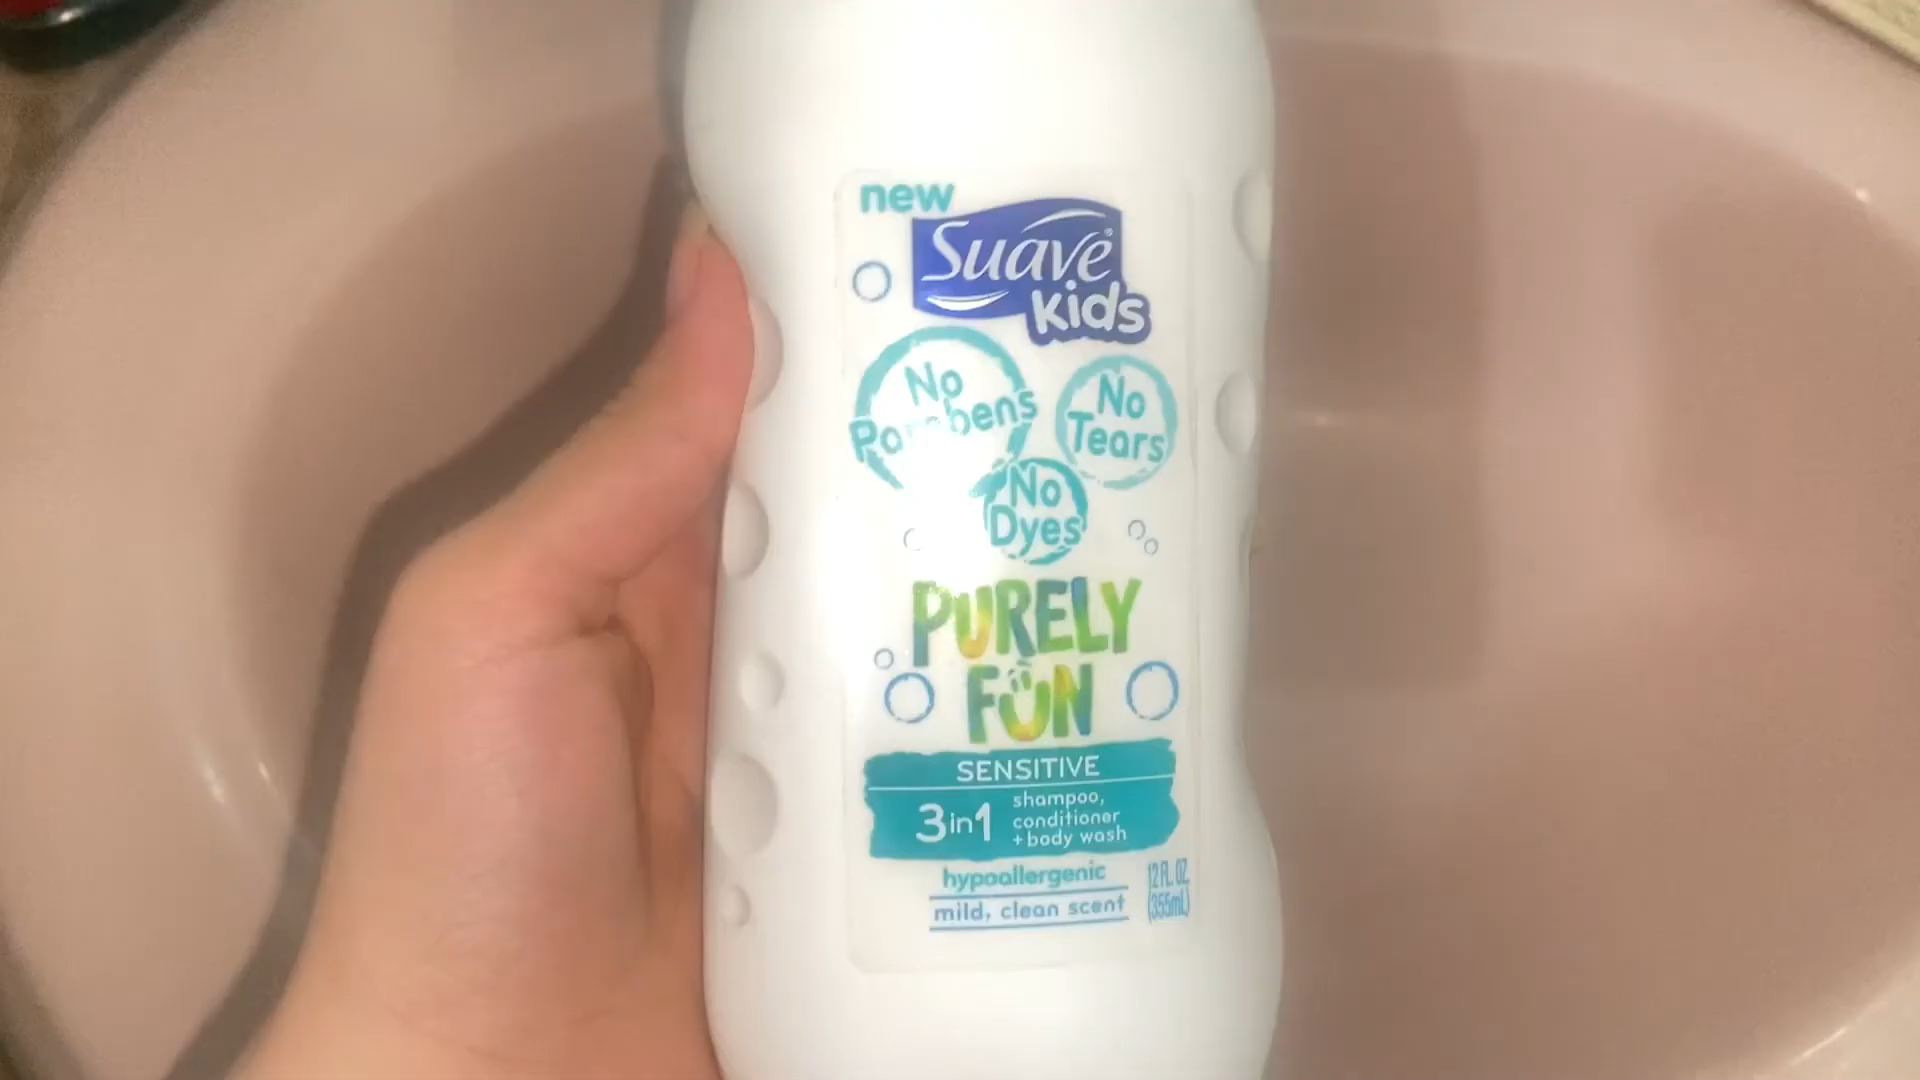 new
Suave
kids
No
Parabens
No
Tears
No
Dyes
PURELY
FUN
SENSITIVE
3in1
shampoo,
conditioner
+body wash
hypoallergenic
mild, clean scent
12 FL. OZ.
(355mL)